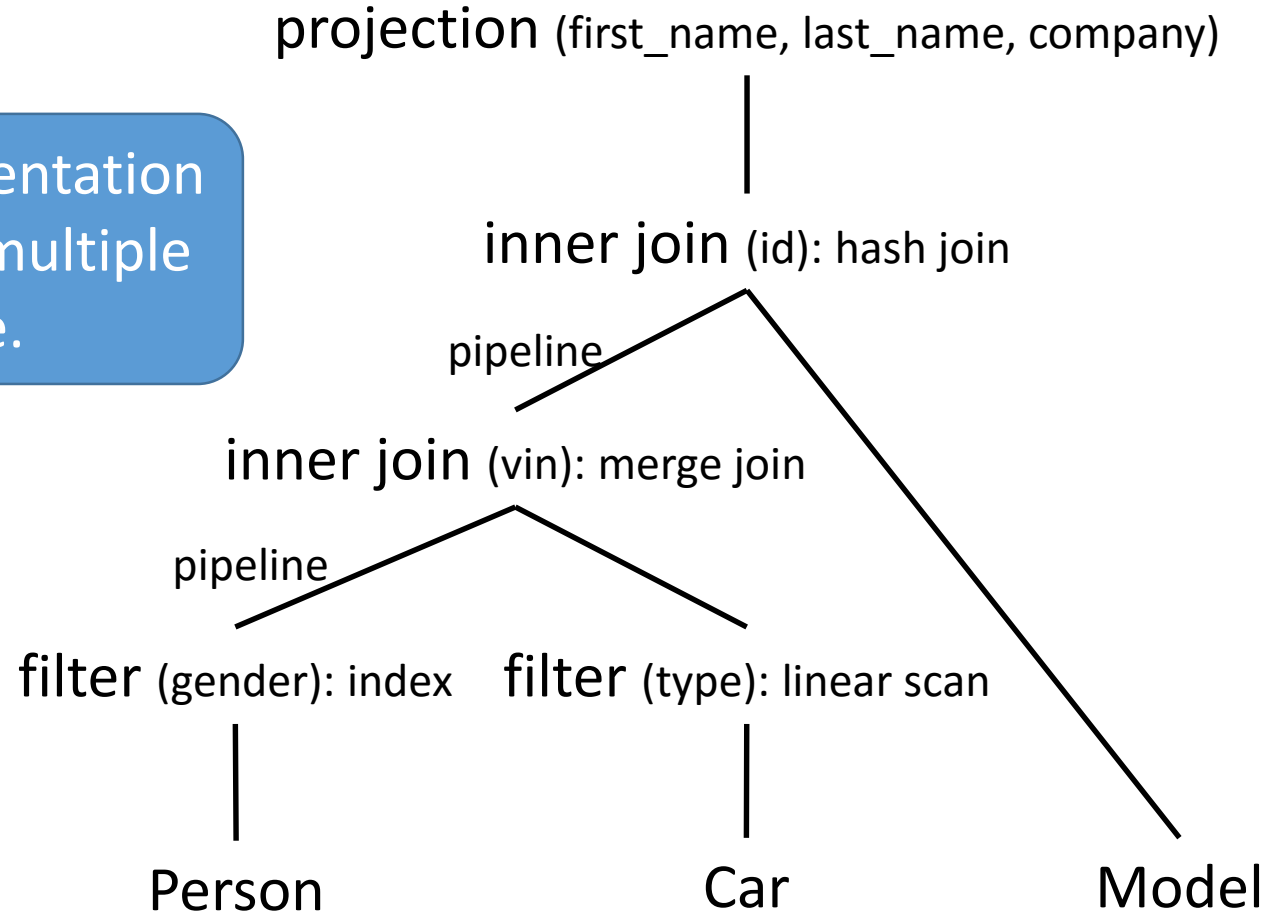 projection (first_name, last_name, company)
entation
multiple
e.
inner join (id): hash join
pipeline
inner join (vin): merge join
pipeline
filter (gender): index
filter (type): linear scan
Person
Car
Model